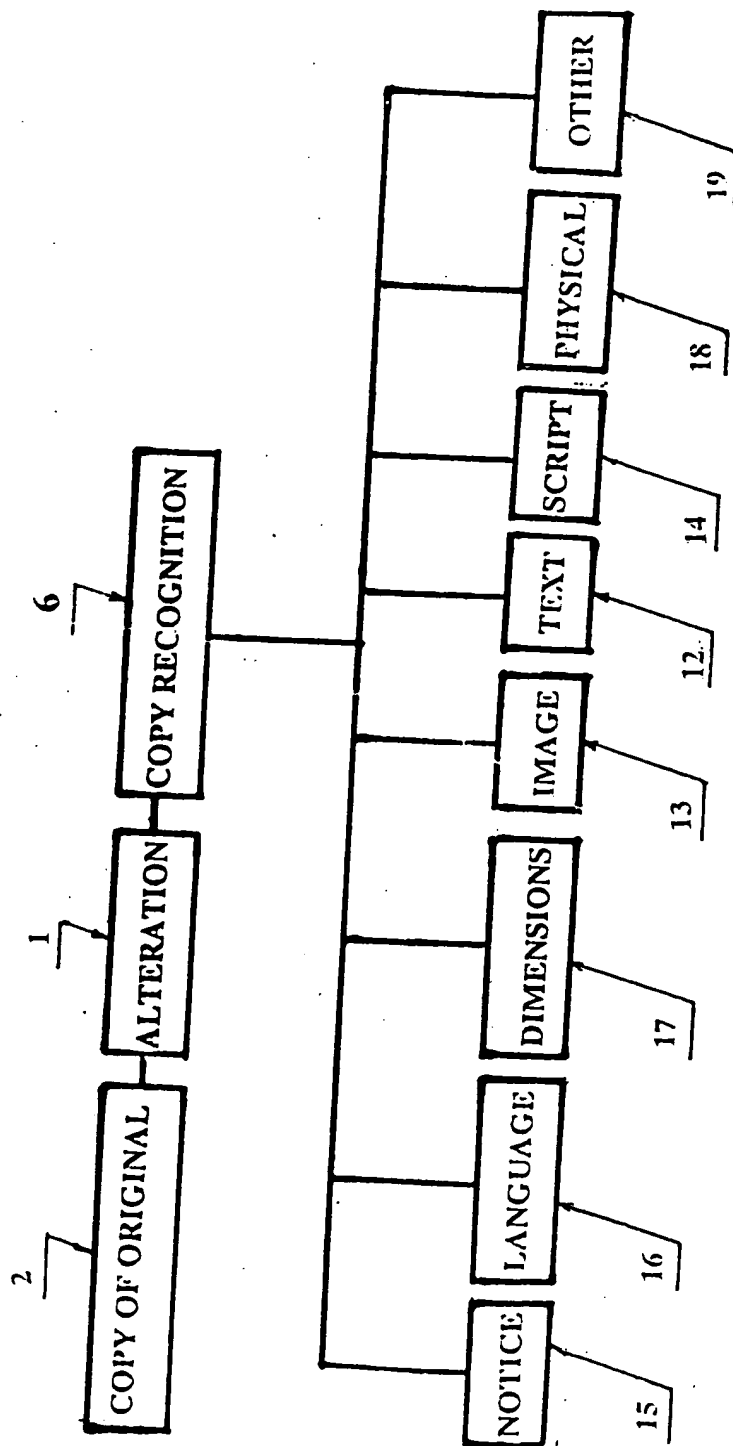 2
1
6
COPY OF ORIGINAL
ALTERATION
COPY RECOGNITION
NOTICE
LANGUAGE
DIMENSIONS
IMAGE
TEXT
SCRIPT
PHYSICAL
OTHER
15
16
17
13
12
14
18
19